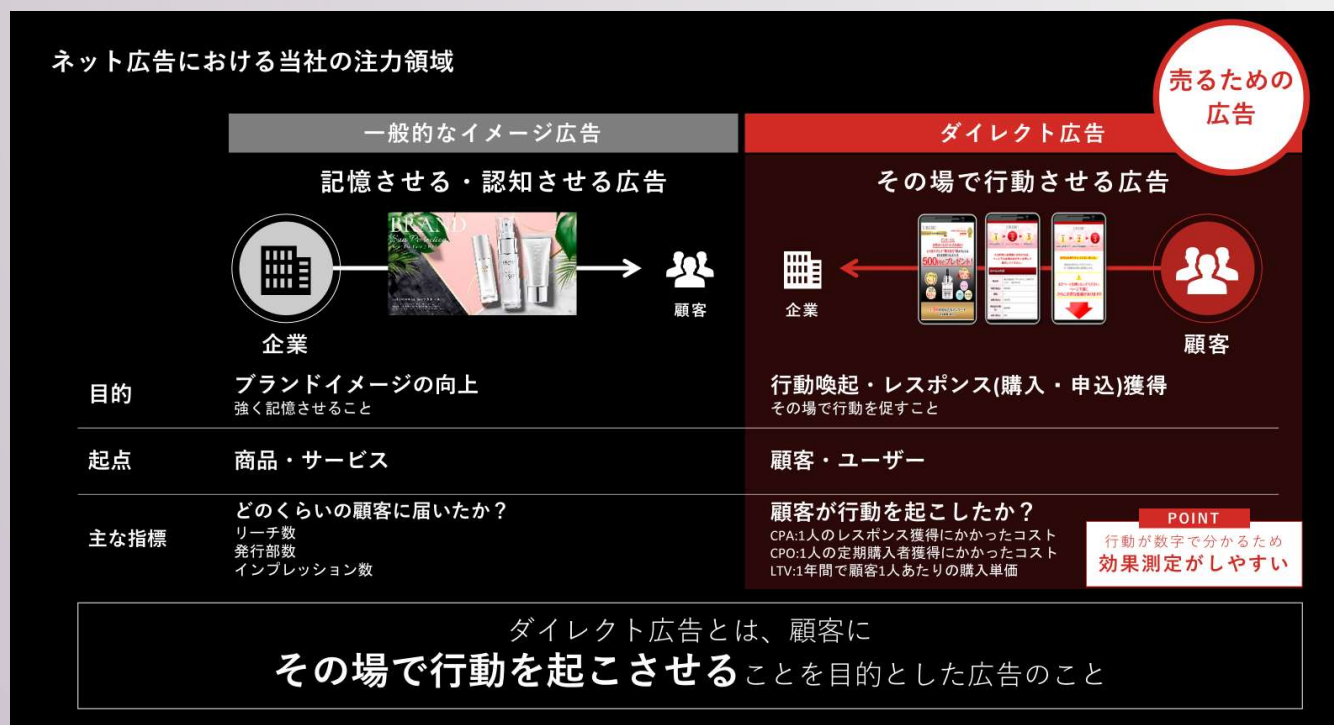 ネット広告における当社の注力領域
売るための
広告
一般的なイメージ広告
ダイレクト広告
記憶させる・認知させる広告
その場で行動させる広告
BRAND
500 プレゼント!
企業
顧客
企業
顧客
目的
ブランドイメージの向上
強く記憶させること
行動喚起・レスポンス(購入・申込)獲得
その場で行動を促すこと
起点
商品・サービス
顧客・ユーザー
主な指標
どのくらいの顧客に届いたか?
リーチ数
発行部数
インプレッション数
顧客が行動を起こしたか?
CPA:1人のレスポンス獲得にかかったコスト
CPO:1人の定期購入者獲得にかかったコスト
LTV:1年間で顧客1人あたりの購入単価
POINT
行動が数字で分かるため
効果測定がしやすい
ダイレクト広告とは、顧客に
その場で行動を起こさせることを目的とした広告のこと